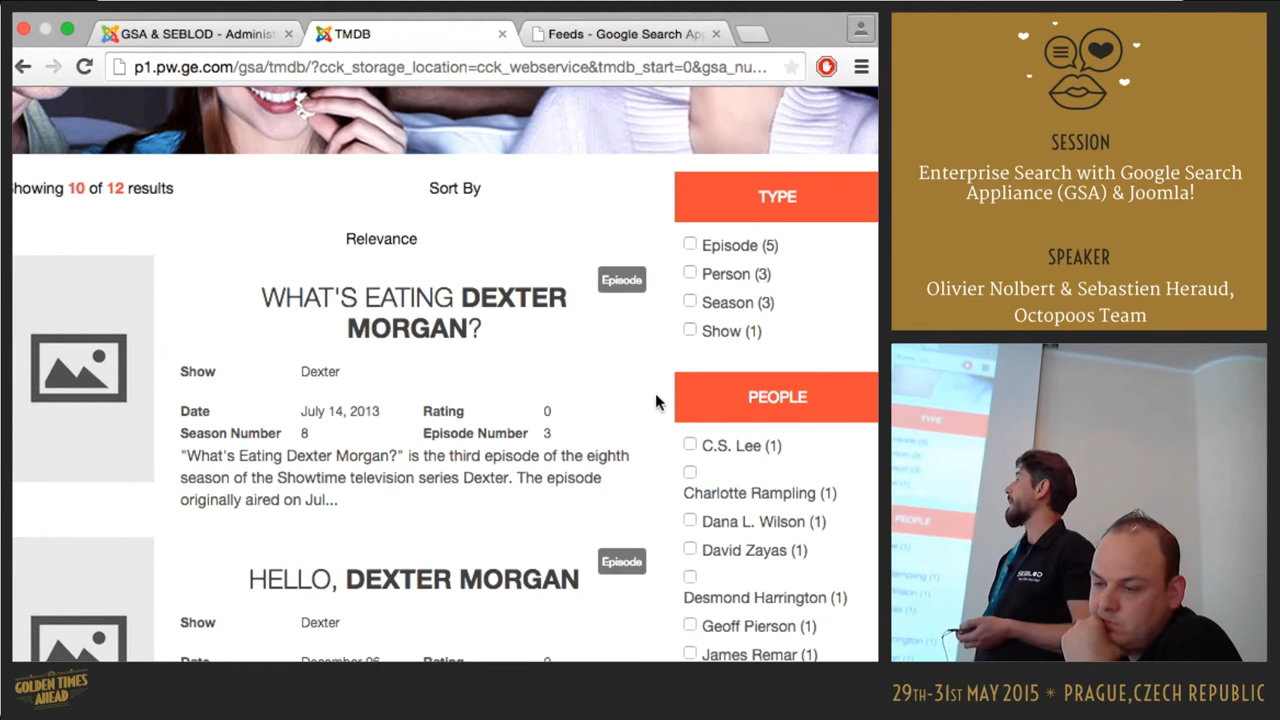 GSA & SEBLOD - Administ
TMDB
Feeds - Google Search App
p1.pw.ge.com/gsa/tmdb/?cck_storage_location=cck_webservice&tmdb_start=0&gsa_nu...
howing 10 of 12 results
Sort By
Relevance
WHAT'S EATING DEXTER
MORGAN?
Episode
Show Dexter
Date July 14, 2013 Rating 0
Season Number 8 Episode Number 3
"What's Eating Dexter Morgan?" is the third episode of the eighth
season of the Showtime television series Dexter. The episode
originally aired on Jul...
HELLO, DEXTER MORGAN
Episode
Show Dexter
TYPE
Episode (5)
Person (3)
Season (3)
Show (1)
PEOPLE
C.S. Lee (1)
Charlotte Rampling (1)
Dana L. Wilson (1)
David Zayas (1)
Desmond Harrington (1)
Geoff Pierson (1)
James Remar (1)
SESSION
Enterprise Search with Google Search
Appliance (GSA) & Joomla!
SPEAKER
Olivier Nolbert & Sebastien Heraud,
Octopoos Team
TYPE
PEOPLE
SEBLOD
GOLDEN TIMES
AHEAD
29TH-31ST MAY 2015 * PRAGUE, CZECH REPUBLIC